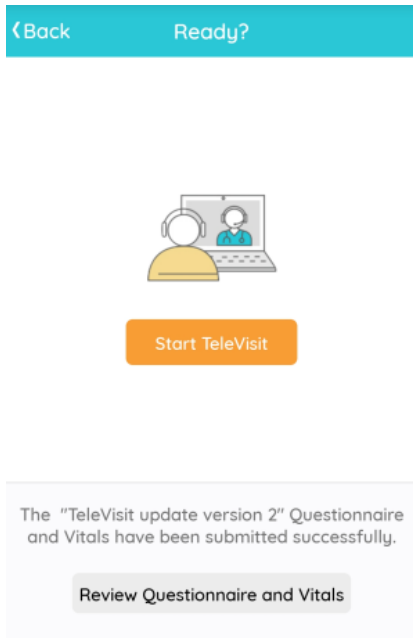 Back Ready?
Start TeleVisit
The "TeleVisit update version 2" Questionnaire
and Vitals have been submitted successfully.
Review Questionnaire and Vitals